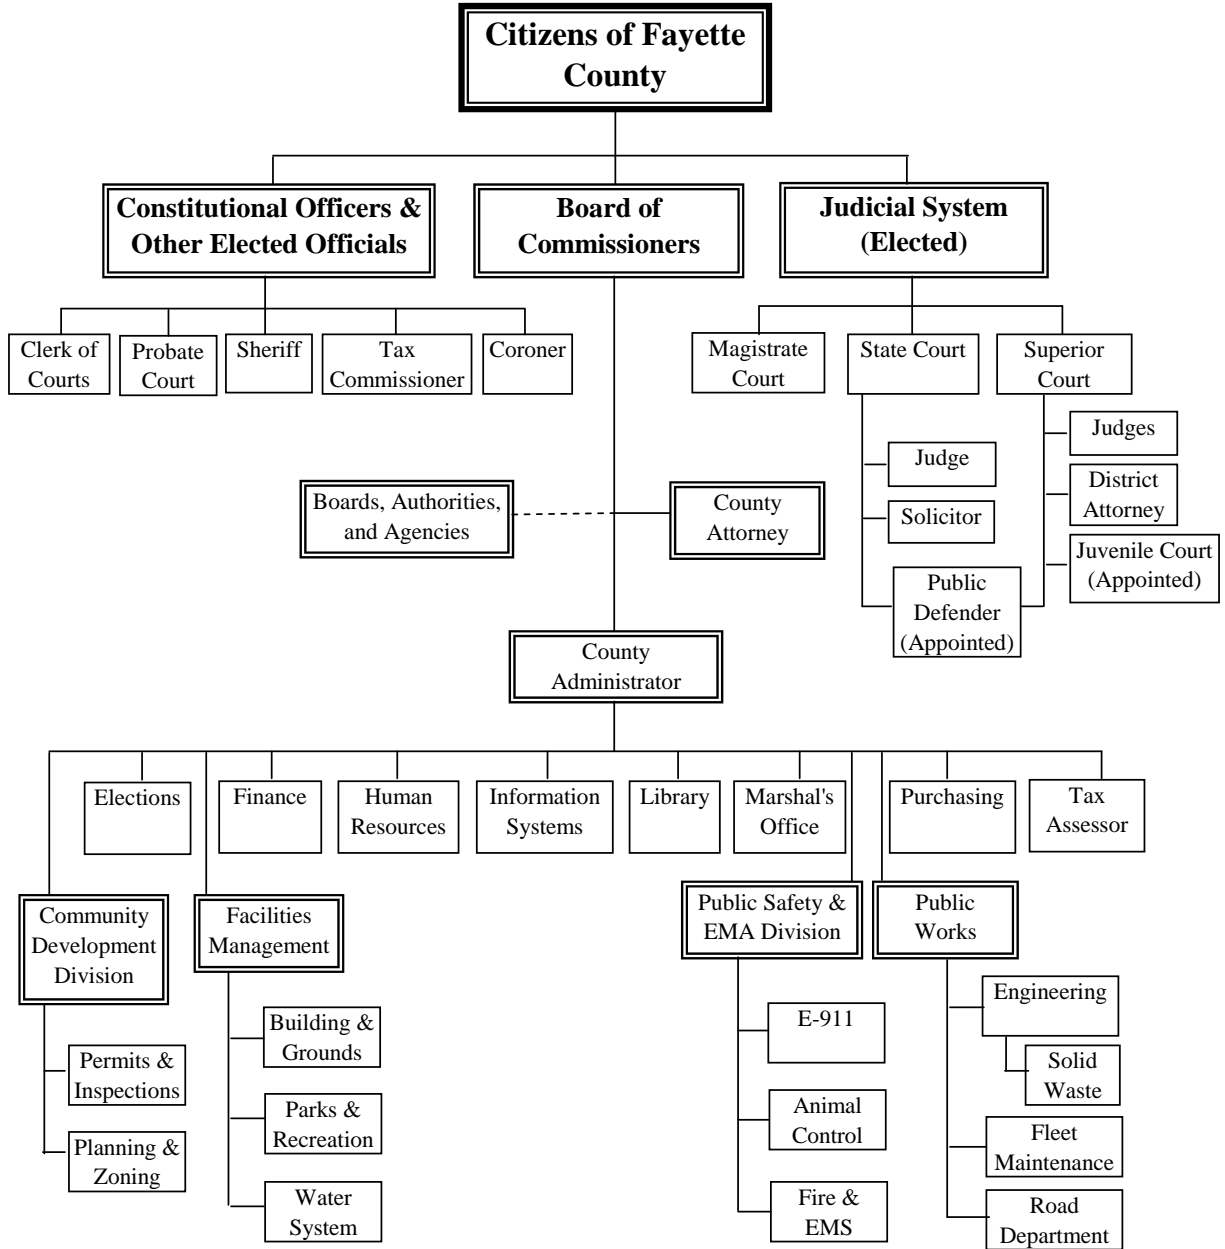 Citizens of Fayette
County
Constitutional Officers &
Other Elected Officials
Board of
Commissioners
Judicial System
(Elected)
Clerk of
Courts
Probate
Court
Sheriff
Tax
Commissioner
Coroner
Magistrate
Court
State Court
Superior
Court
Judge
Solicitor
Public
Defender
(Appointed)
Judges
District
Attorney
Juvenile Court
(Appointed)
Boards, Authorities,
and Agencies
County
Attorney
County
Administrator
Elections
Finance
Human
Resources
Information
Systems
Library
Marshal's
Office
Purchasing
Tax
Assessor
Community
Development
Division
Facilities
Management
Public Safety &
EMA Division
Public
Works
Permits &
Inspections
Planning &
Zoning
Building &
Grounds
Parks &
Recreation
Water
System
E-911
Animal
Control
Fire &
EMS
Engineering
Solid
Waste
Fleet
Maintenance
Road
Department